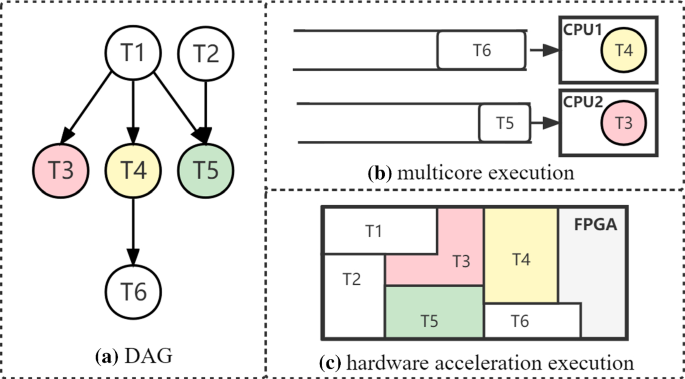 T1 T2
T3 T4 T5
T6
(a) DAG
T6 CPU1 T4
T5 CPU2 T3
(b) multicore execution
T1 T3 T4 FPGA
T2
T5 T6
(c) hardware acceleration execution